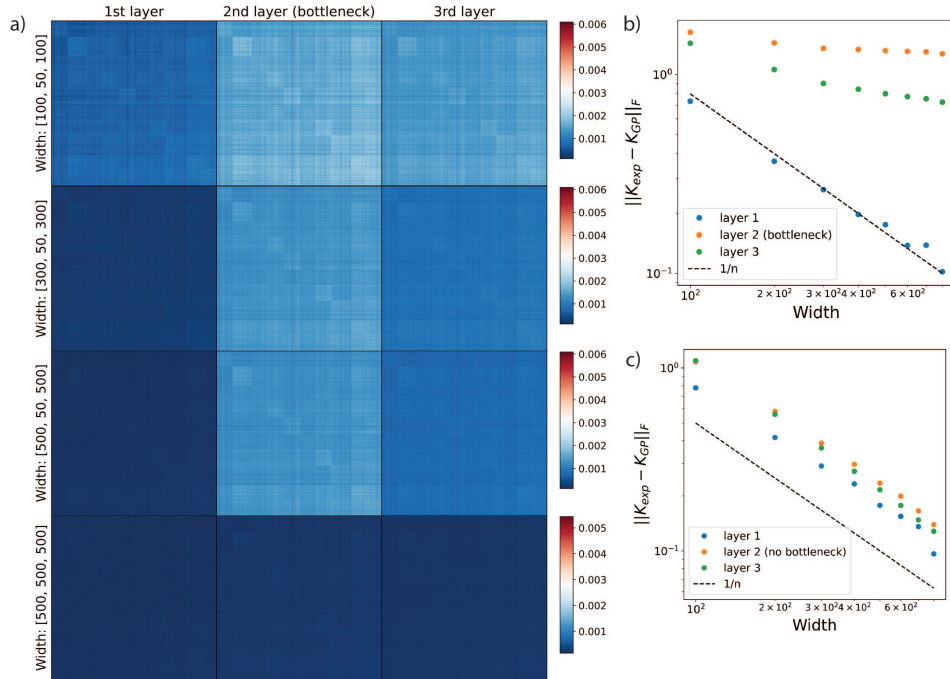 a)
1st layer
2nd layer (bottleneck)
3rd layer
Width: [100, 50, 100]
0.006
0.005
0.004
0.003
0.002
0.001
Width: [300, 50, 300]
0.006
0.005
0.004
0.003
0.002
0.001
Width: [500, 50, 500]
0.006
0.005
0.004
0.003
0.002
0.001
Width: [500, 500, 500]
0.005
0.004
0.003
0.002
0.001
b)
||K_exp − K_GP||_F
10⁰
10⁻¹
layer 1
layer 2 (bottleneck)
layer 3
1/n
10² 2 × 10² 3 × 10² 4 × 10² 6 × 10²
Width
c)
||K_exp − K_GP||_F
10⁰
10⁻¹
layer 1
layer 2 (no bottleneck)
layer 3
1/n
10² 2 × 10² 3 × 10² 4 × 10² 6 × 10²
Width